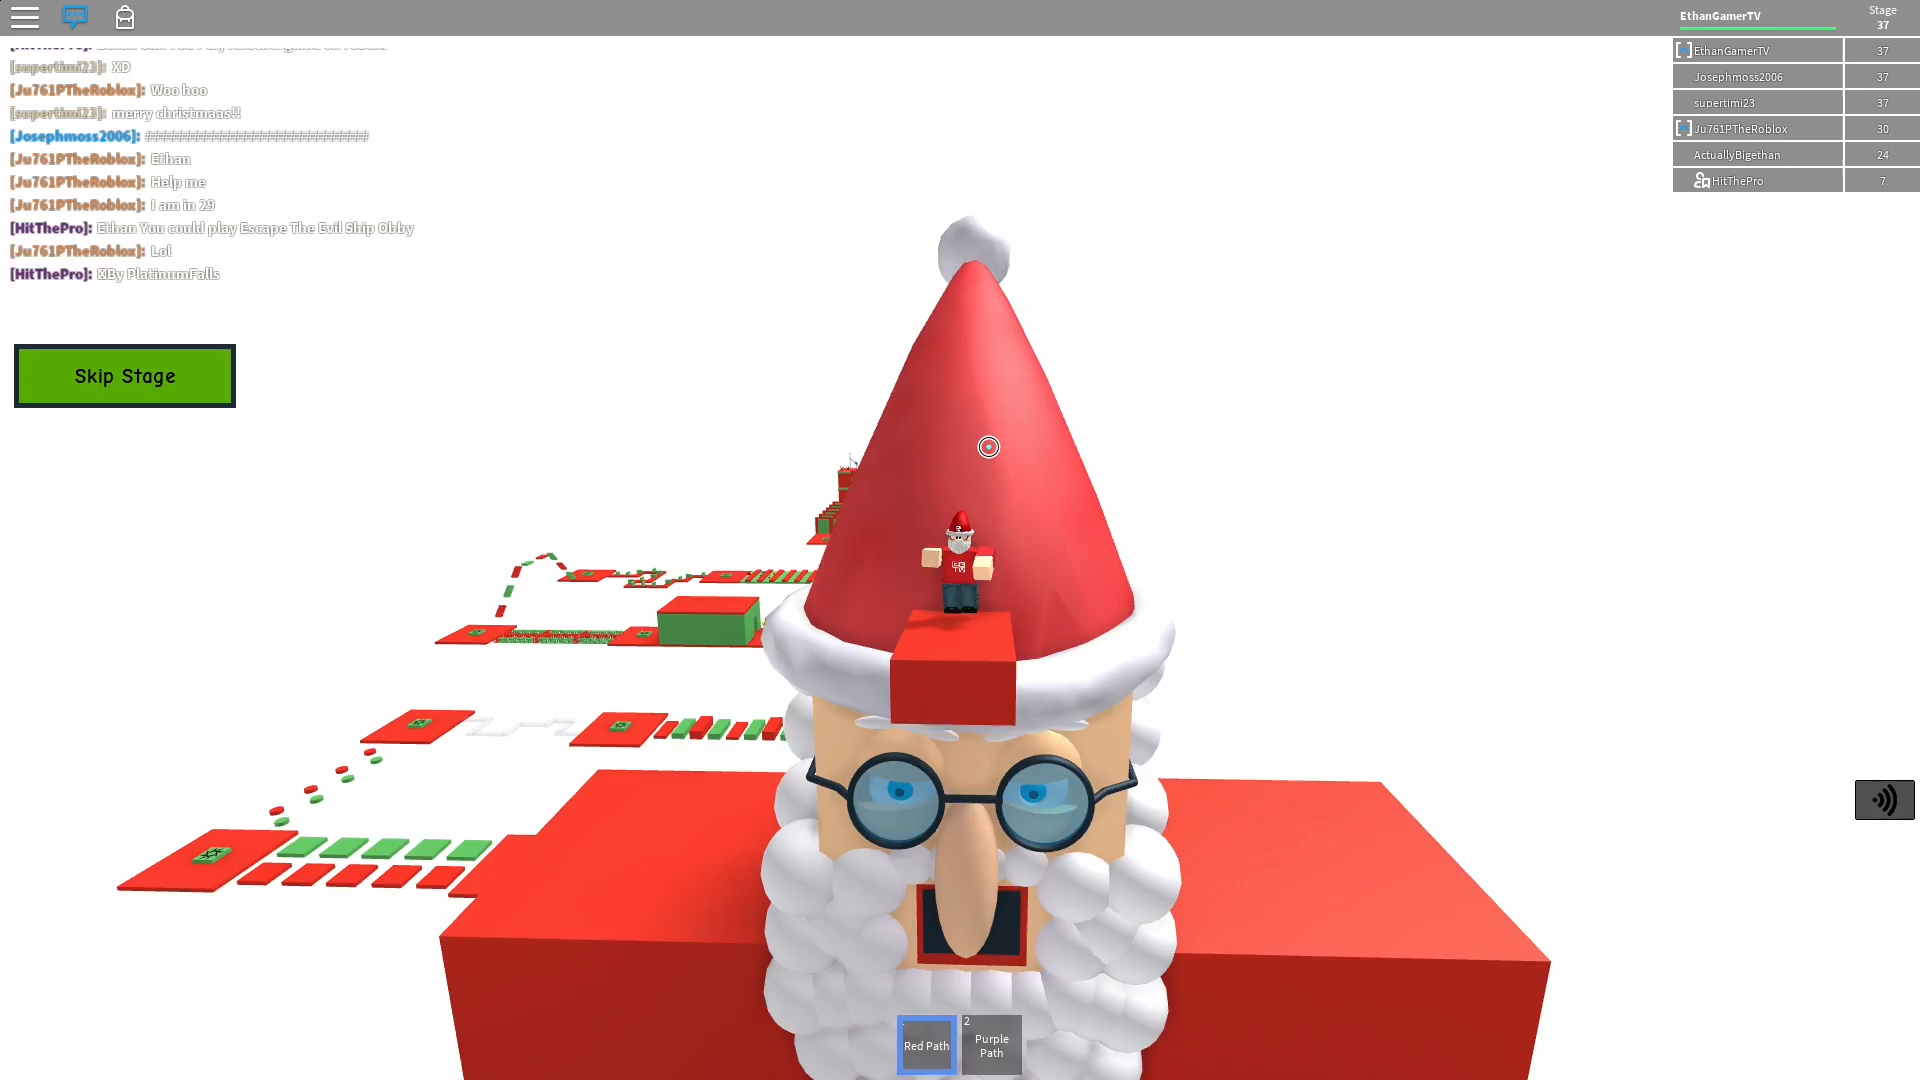 EthanGamerTV
Stage
37
EthanGamerTV 37
Josephmoss2006 37
supertimi23 37
Ju761PTheRoblox 30
ActuallyBigethan 24
HitThePro 7
[supertimi23]: XD
[Ju761PTheRoblox]: Woo hoo
[supertimi23]: merry christmaas!!
[Josephmoss2006]: ##############################
[Ju761PTheRoblox]: Ethan
[Ju761PTheRoblox]: Help me
[Ju761PTheRoblox]: I am in 29
[HitThePro]: Ethan You could play Escape The Evil Ship Obby
[Ju761PTheRoblox]: Lol
[HitThePro]: By PlatinumFalls
Skip Stage
Red Path
2
Purple
Path